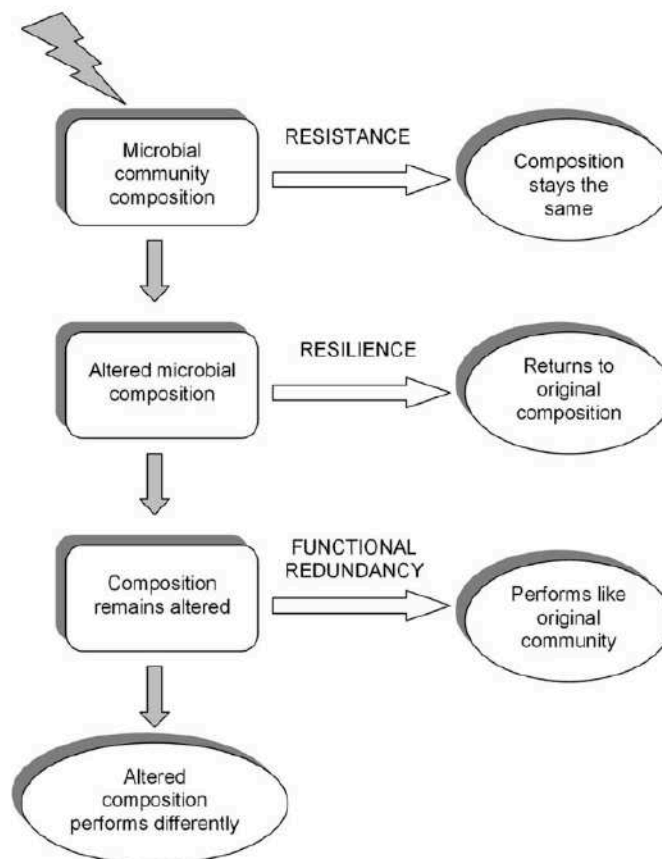 Microbial
community
composition
RESISTANCE
Composition
stays the
same
Altered microbial
composition
RESILIENCE
Returns to
original
composition
Composition
remains altered
FUNCTIONAL
REDUNDANCY
Performs like
original
community
Altered
composition
performs differently